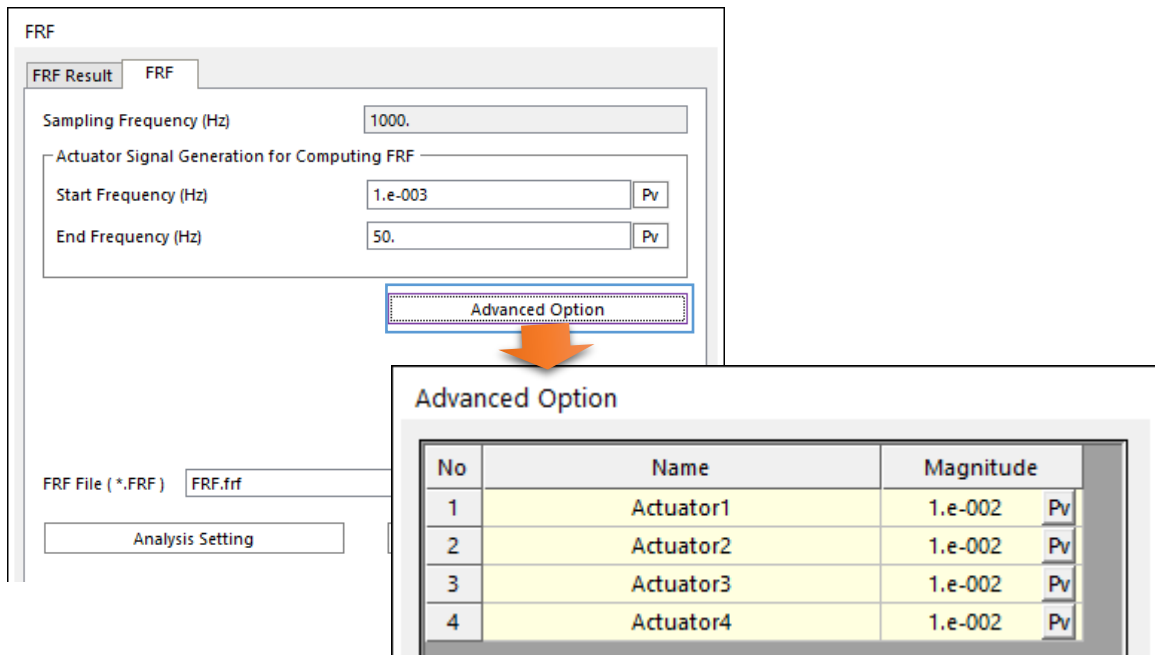 FRF
FRF Result FRF
Sampling Frequency (Hz) 1000.
Actuator Signal Generation for Computing FRF
Start Frequency (Hz) 1.e-003 Pv
End Frequency (Hz) 50. Pv
Advanced Option
FRF File ( *.FRF ) FRF.frf
Analysis Setting
Advanced Option
No Name Magnitude
1 Actuator1 1.e-002 Pv
2 Actuator2 1.e-002 Pv
3 Actuator3 1.e-002 Pv
4 Actuator4 1.e-002 Pv